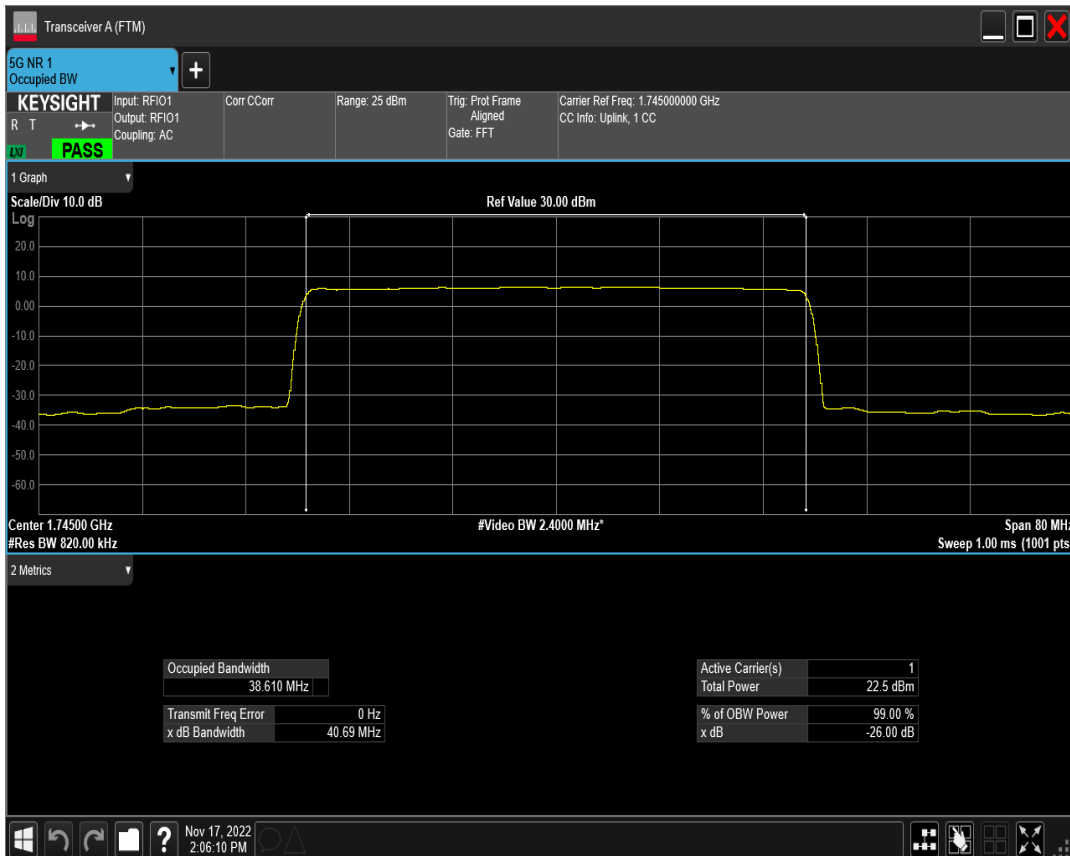 Transceiver A (FTM)
5G NR 1
Occupied BW
+
KEYSIGHT
R T
LXI
PASS
Input: RFIO1
Output: RFIO1
Coupling: AC
Corr CCorr
Range: 25 dBm
Trig: Prot Frame
Aligned
Gate: FFT
Carrier Ref Freq: 1.745000000 GHz
CC Info: Uplink, 1 CC
1 Graph
Scale/Div 10.0 dB
Ref Value 30.00 dBm
Log
20.0
10.0
0.00
-10.0
-20.0
-30.0
-40.0
-50.0
-60.0
Center 1.74500 GHz
#Video BW 2.4000 MHz*
Span 80 MHz
#Res BW 820.00 kHz
Sweep 1.00 ms (1001 pts
2 Metrics
Occupied Bandwidth
38.610 MHz
Transmit Freq Error 0 Hz
x dB Bandwidth 40.69 MHz
Active Carrier(s) 1
Total Power 22.5 dBm
% of OBW Power 99.00 %
x dB -26.00 dB
?
Nov 17, 2022
2:06:10 PM